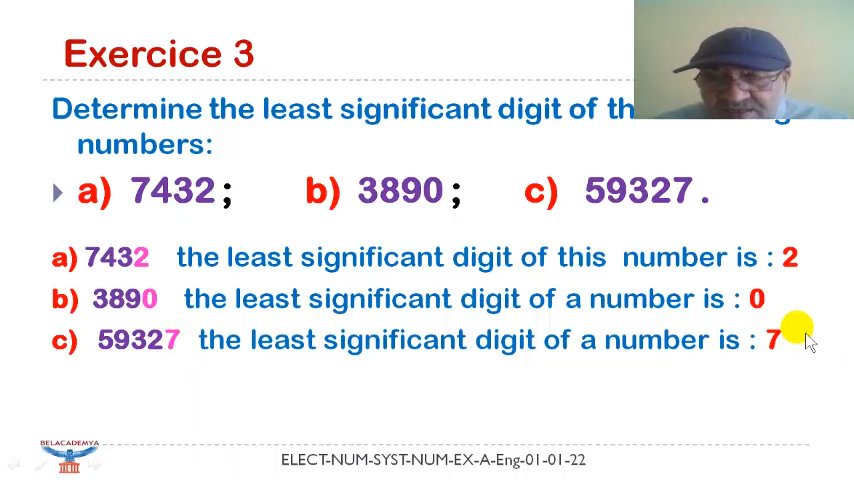 Exercice 3
Determine the least significant digit of th
numbers:
a) 7432 ; b) 3890 ; c) 59327 .
a) 7432 the least significant digit of this number is : 2
b) 3890 the least significant digit of a number is : 0
c) 59327 the least significant digit of a number is : 7
BELACADEMYA
ELECT-NUM-SYST-NUM-EX-A-Eng-01-01-22